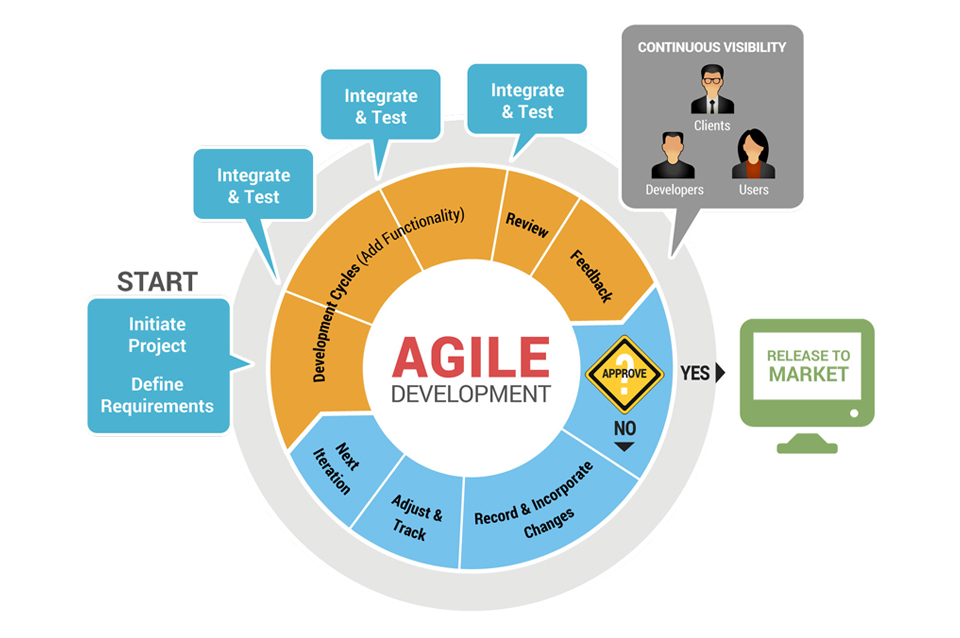 CONTINUOUS VISIBILITY
Clients
Developers
Users
Integrate
& Test
Integrate
& Test
Integrate
& Test
START
Initiate
Project
Define
Requirements
Development Cycles (Add Functionality)
Review
Feedback
AGILE
DEVELOPMENT
?
APPROVE
YES
NO
RELEASE TO
MARKET
Record & Incorporate
Changes
Adjust &
Track
Next
Iteration